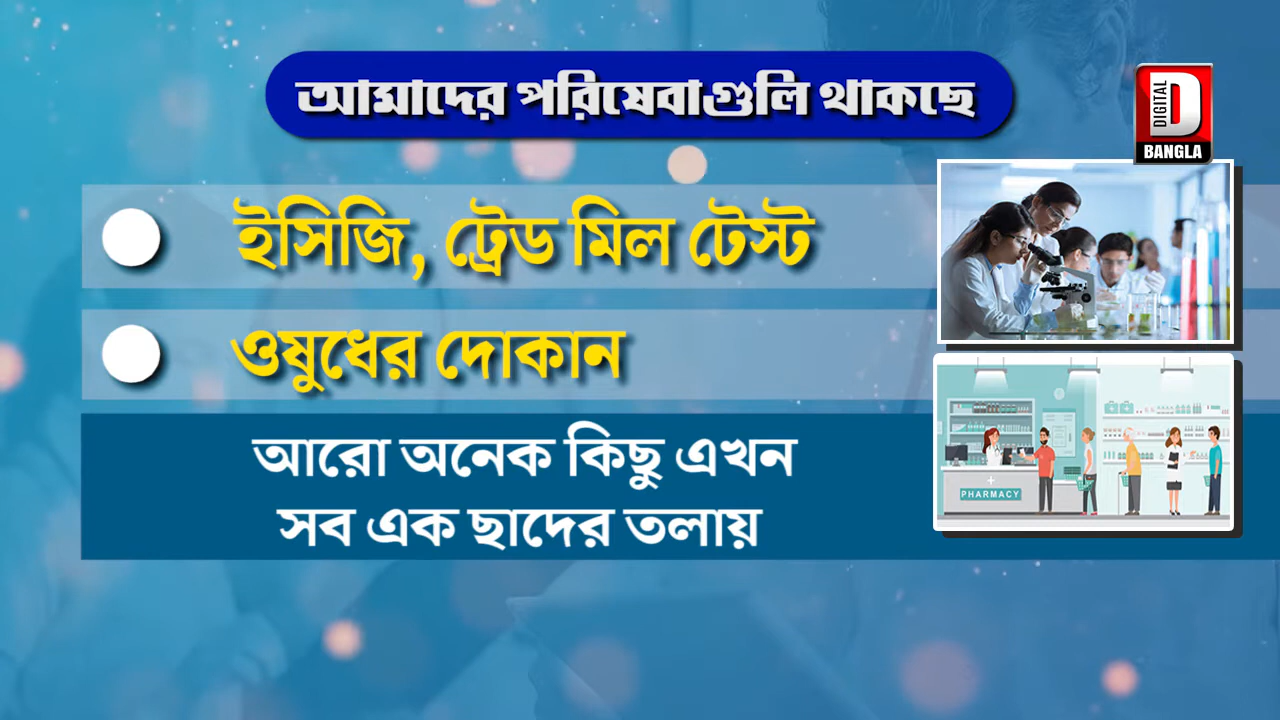 আমাদের পরিষেবাগুলি থাকছে
DIGITAL
D
BANGLA
ইসিজি, ট্রেড মিল টেস্ট
ওষুধের দোকান
আরো অনেক কিছু এখন
সব এক ছাদের তলায়
PHARMACY